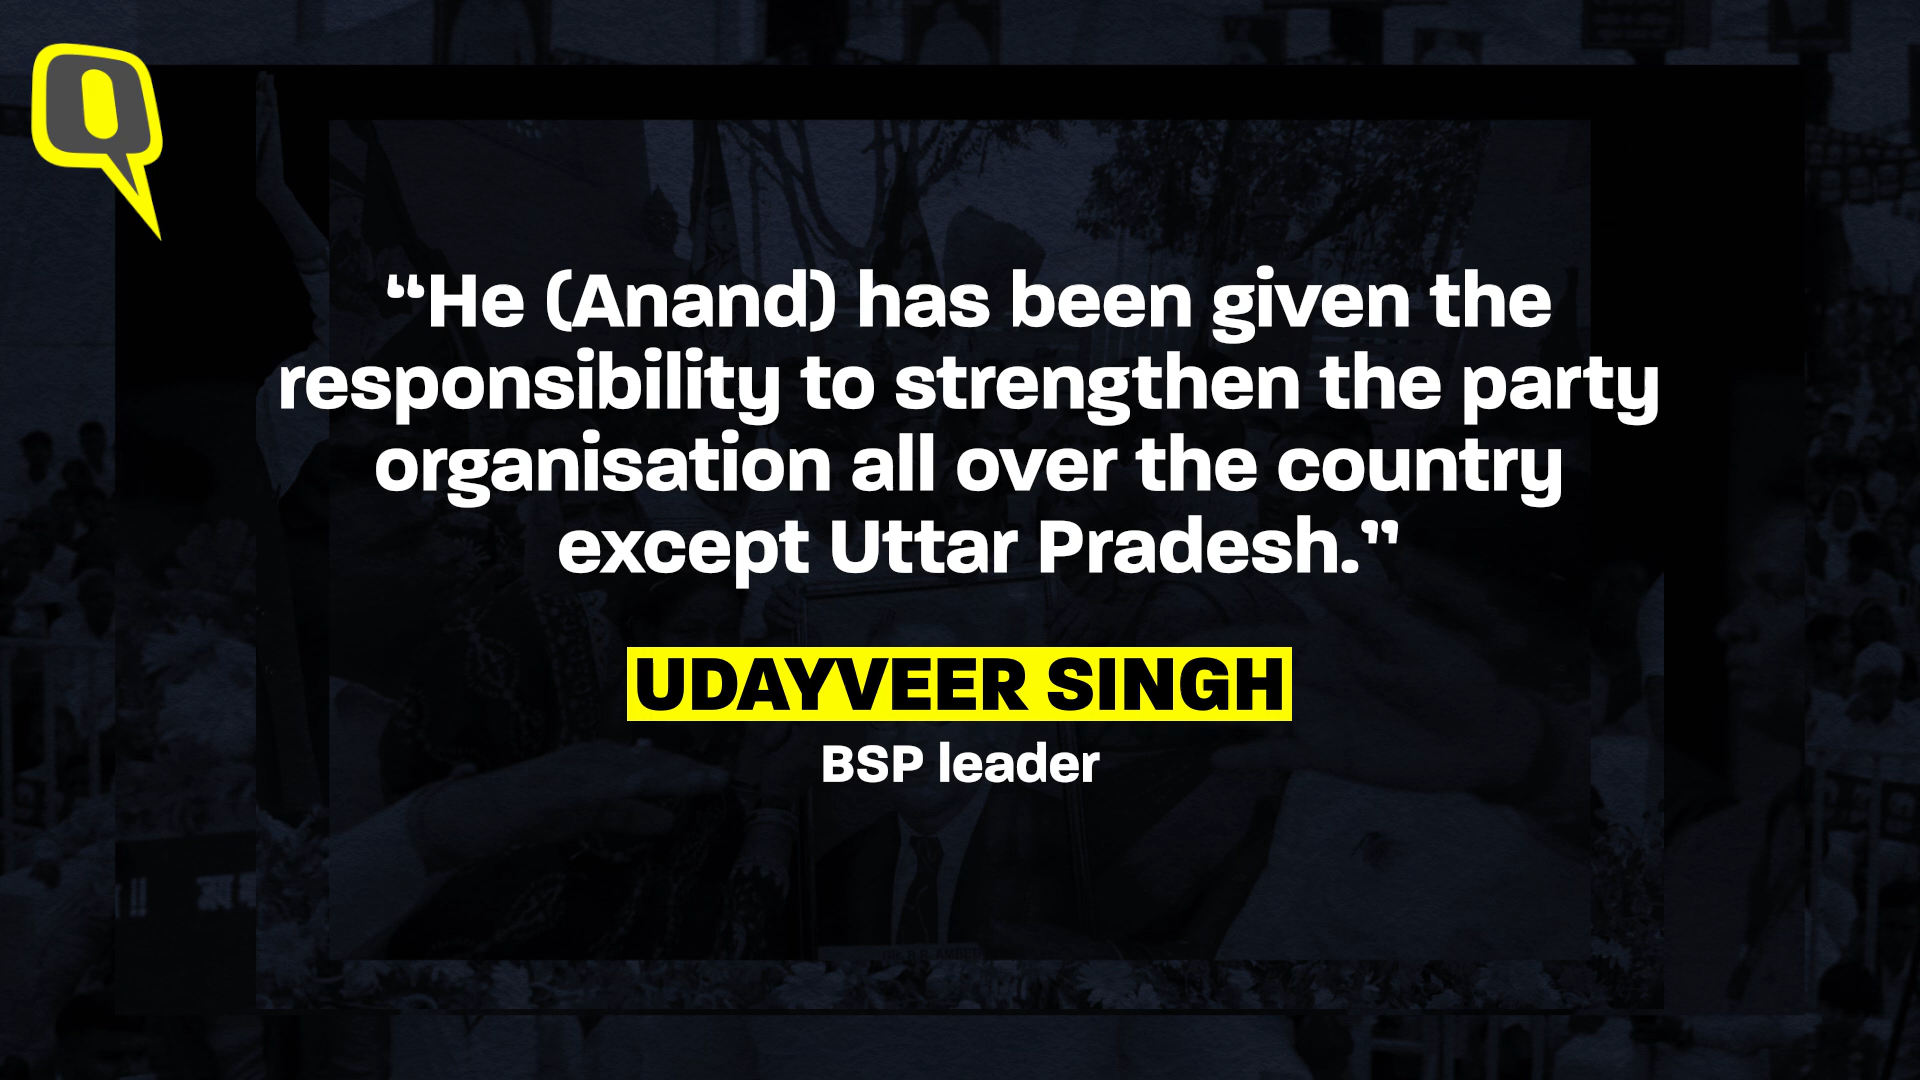 Q
“He (Anand) has been given the
responsibility to strengthen the party
organisation all over the country
except Uttar Pradesh.”
UDAYVEER SINGH
BSP leader